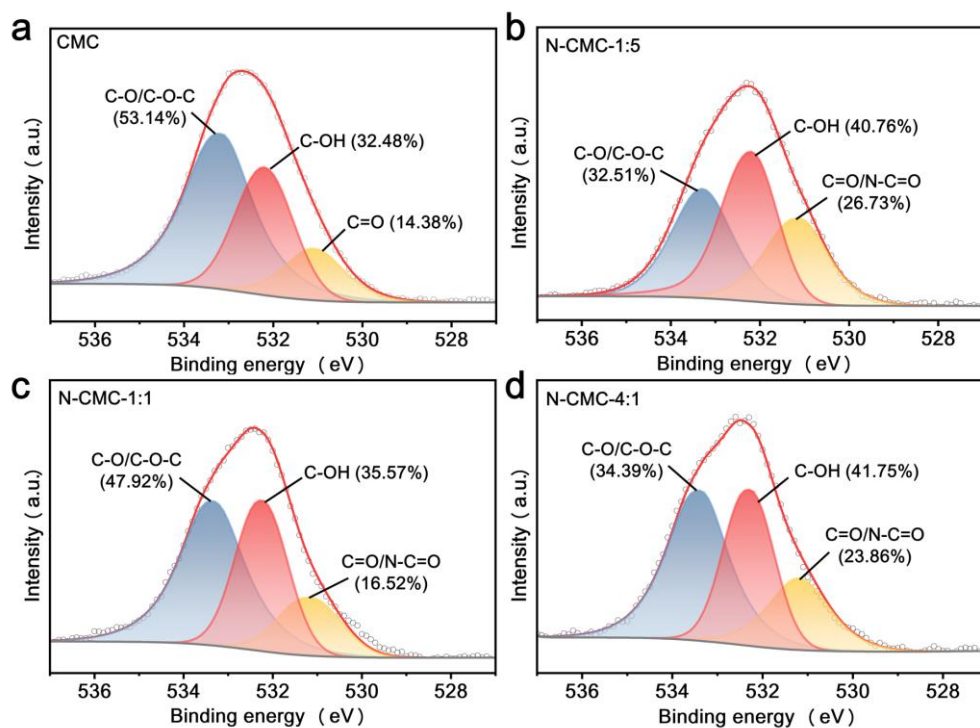 a
CMC
C-O/C-O-C
(53.14%)
C-OH (32.48%)
C=O (14.38%)
Intensity (a.u.)
536 534 532 530 528
Binding energy (eV)
b
N-CMC-1:5
C-OH (40.76%)
C-O/C-O-C
(32.51%)
C=O/N-C=O
(26.73%)
Intensity (a.u.)
536 534 532 530 528
Binding energy (eV)
c
N-CMC-1:1
C-O/C-O-C
(47.92%)
C-OH (35.57%)
C=O/N-C=O
(16.52%)
Intensity (a.u.)
536 534 532 530 528
Binding energy (eV)
d
N-CMC-4:1
C-O/C-O-C
(34.39%)
C-OH (41.75%)
C=O/N-C=O
(23.86%)
Intensity (a.u.)
536 534 532 530 528
Binding energy (eV)